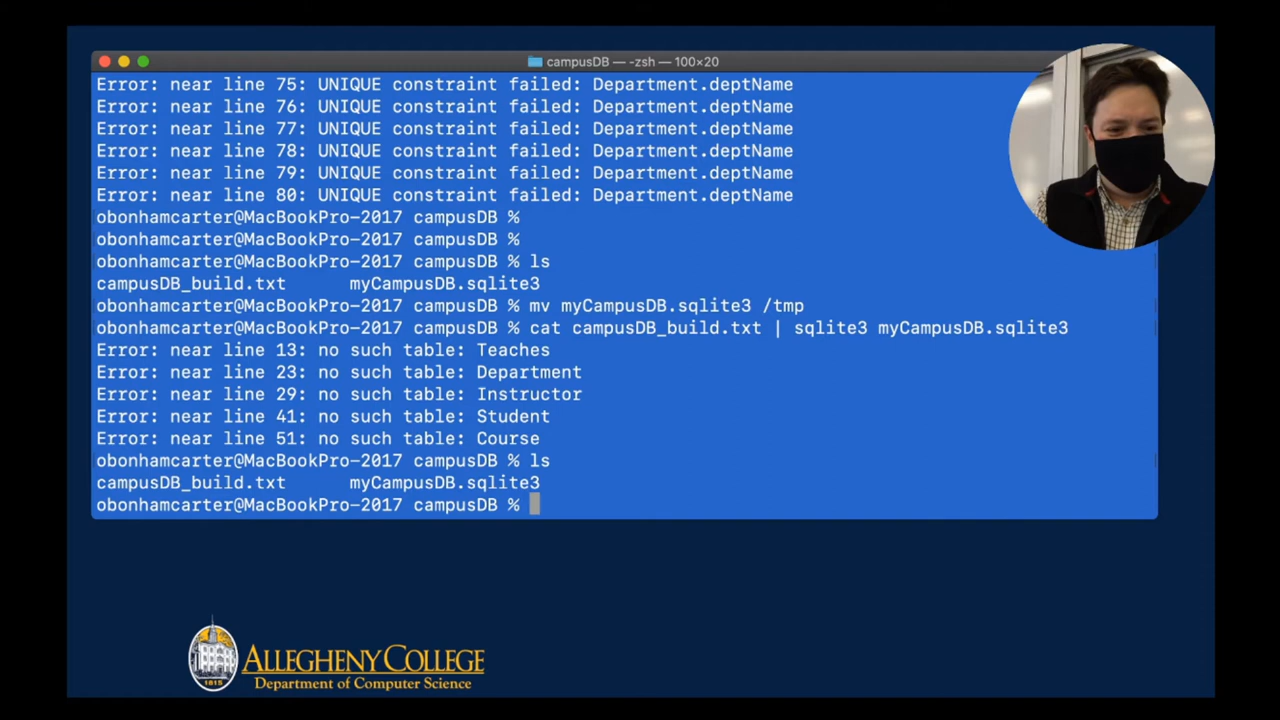 campusDB — -zsh — 100×20
Error: near line 75: UNIQUE constraint failed: Department.deptName
Error: near line 76: UNIQUE constraint failed: Department.deptName
Error: near line 77: UNIQUE constraint failed: Department.deptName
Error: near line 78: UNIQUE constraint failed: Department.deptName
Error: near line 79: UNIQUE constraint failed: Department.deptName
Error: near line 80: UNIQUE constraint failed: Department.deptName
obonhamcarter@MacBookPro-2017 campusDB %
obonhamcarter@MacBookPro-2017 campusDB %
obonhamcarter@MacBookPro-2017 campusDB % ls
campusDB_build.txt myCampusDB.sqlite3
obonhamcarter@MacBookPro-2017 campusDB % mv myCampusDB.sqlite3 /tmp
obonhamcarter@MacBookPro-2017 campusDB % cat campusDB_build.txt | sqlite3 myCampusDB.sqlite3
Error: near line 13: no such table: Teaches
Error: near line 23: no such table: Department
Error: near line 29: no such table: Instructor
Error: near line 41: no such table: Student
Error: near line 51: no such table: Course
obonhamcarter@MacBookPro-2017 campusDB % ls
campusDB_build.txt myCampusDB.sqlite3
obonhamcarter@MacBookPro-2017 campusDB %
1815
ALLEGHENY COLLEGE
Department of Computer Science